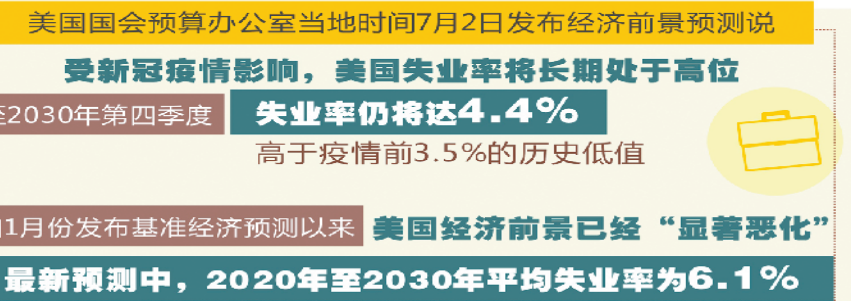 美国国会预算办公室当地时间7月2日发布经济前景预测说
受新冠疫情影响，美国失业率将长期处于高位
至2030年第四季度 失业率仍将达4.4%
高于疫情前3.5%的历史低值
1月份发布基准经济预测以来 美国经济前景已经“显著恶化”
最新预测中，2020年至2030年平均失业率为6.1%